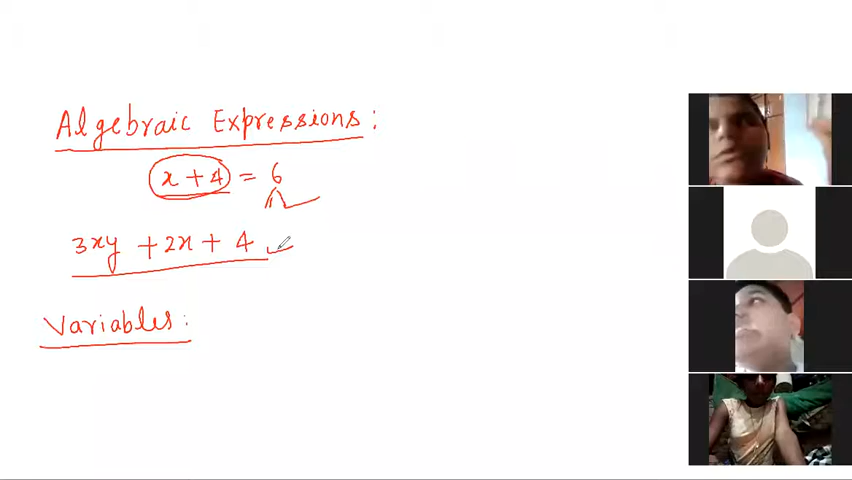 Algebraic Expressions:
x + 4 = 6
3xy + 2x + 4
Variables: